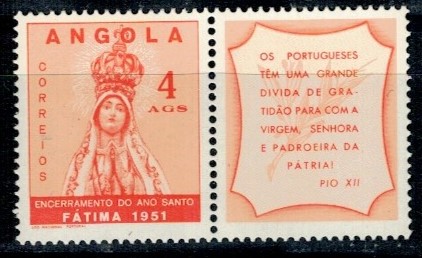 ANGOLA
CORREIOS
4
AGS
ENCERRAMENTO DO ANO SANTO
FÁTIMA 1951
OS PORTUGUESES
TÊM UMA GRANDE
DIVIDA DE GRA-
TIDÃO PARA COM A
VIRGEM, SENHORA
E PADROEIRA DA
PÁTRIA!
PIO XII